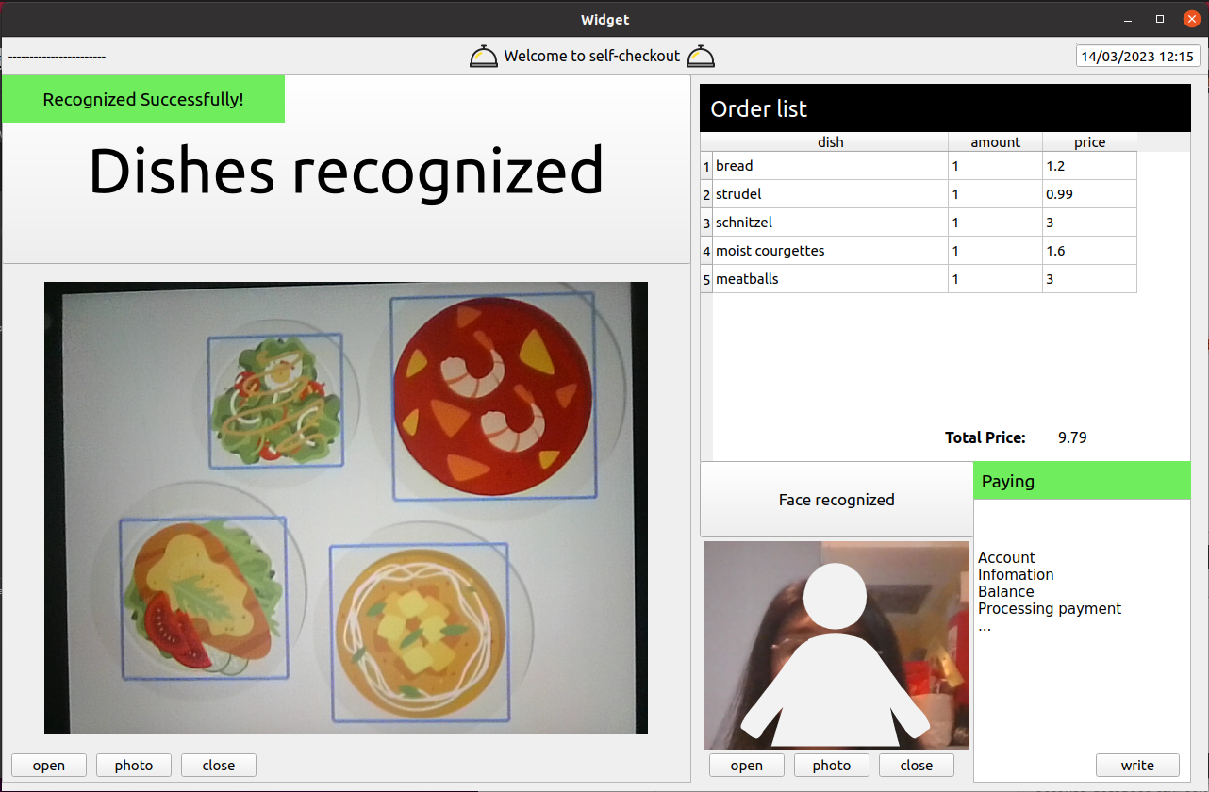 Widget
-----------------------
Welcome to self-checkout
14/03/2023 12:15
Recognized Successfully!
Dishes recognized
Order list
dish amount price
1 bread 1 1.2
2 strudel 1 0.99
3 schnitzel 1 3
4 moist courgettes 1 1.6
5 meatballs 1 3
Total Price: 9.79
Face recognized
Paying
Account
Infomation
Balance
Processing payment
...
open photo close
open photo close
write